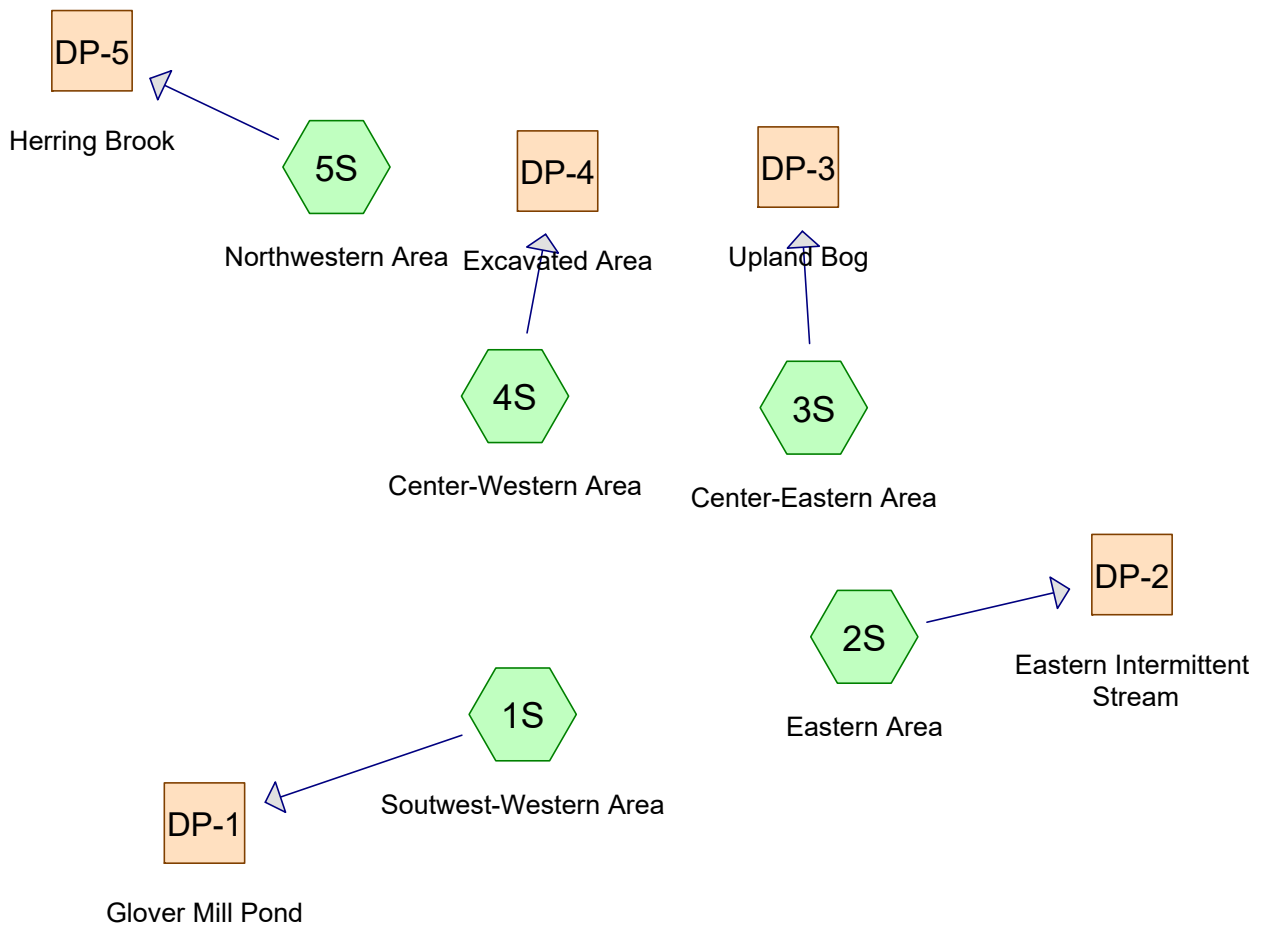 DP-5
Herring Brook
5S
Northwestern Area
DP-4
Excavated Area
DP-3
Upland Bog
4S
Center-Western Area
3S
Center-Eastern Area
DP-2
Eastern Intermittent
Stream
2S
Eastern Area
1S
Soutwest-Western Area
DP-1
Glover Mill Pond